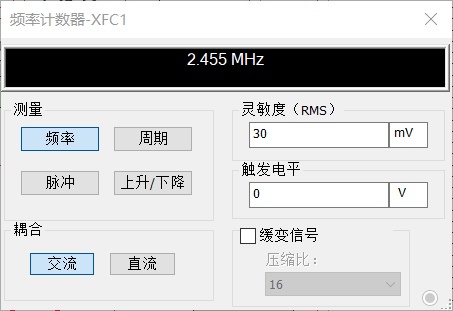 频率计数器-XFC1
2.455 MHz
测量
频率
周期
脉冲
上升/下降
耦合
交流
直流
灵敏度（RMS）
30
mV
触发电平
0
V
缓变信号
压缩比：
16